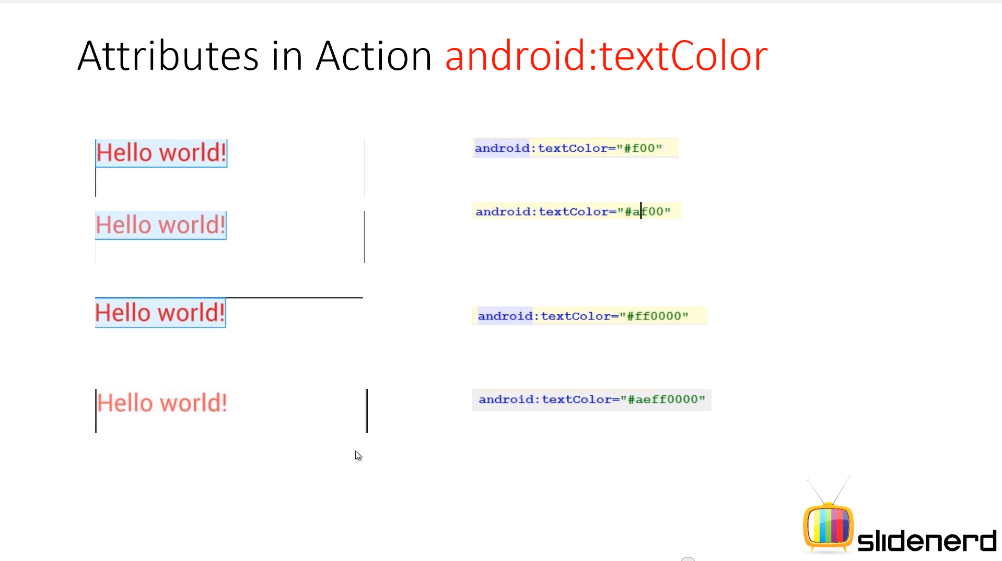 Attributes in Action android:textColor
Hello world!
android:textColor="#f00"
Hello world!
android:textColor="#af00"
Hello world!
android:textColor="#ff0000"
Hello world!
android:textColor="#aeff0000"
slidenerd